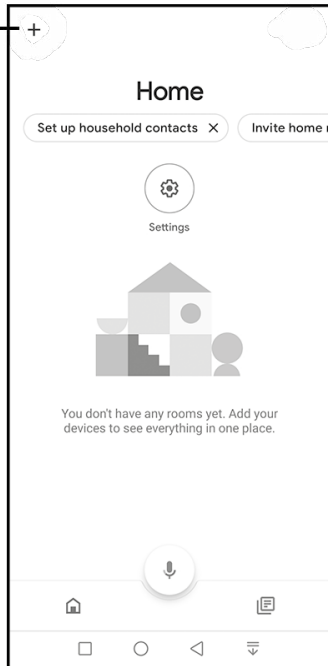 Home
Set up household contacts Invite home
Settings
You don't have any rooms yet. Add your
devices to see everything in one place.